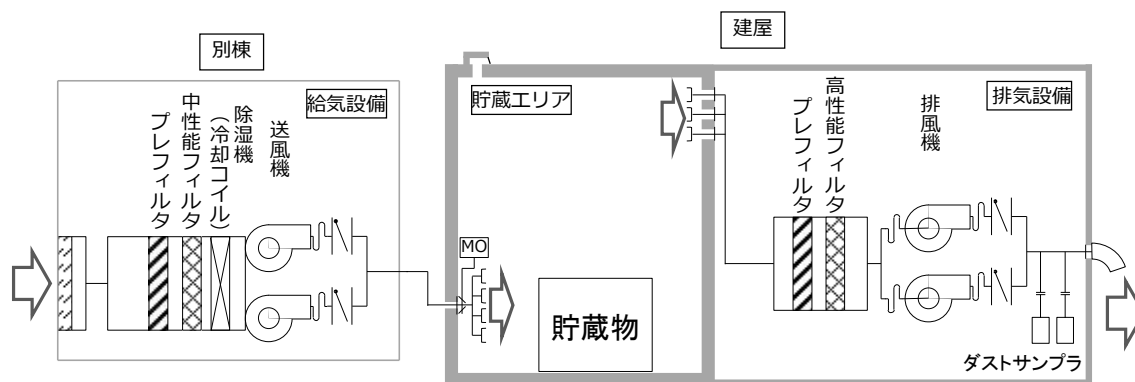 別棟
建屋
給気設備
プレフィルタ
中性能フィルタ
除湿機
（冷却コイル）
送風機
貯蔵エリア
MO
貯蔵物
排気設備
プレフィルタ
高性能フィルタ
排風機
ダストサンプラ